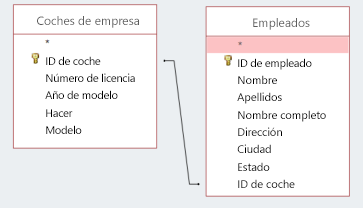 Coches de empresa
*
ID de coche
Número de licencia
Año de modelo
Hacer
Modelo
Empleados
*
ID de empleado
Nombre
Apellidos
Nombre completo
Dirección
Ciudad
Estado
ID de coche